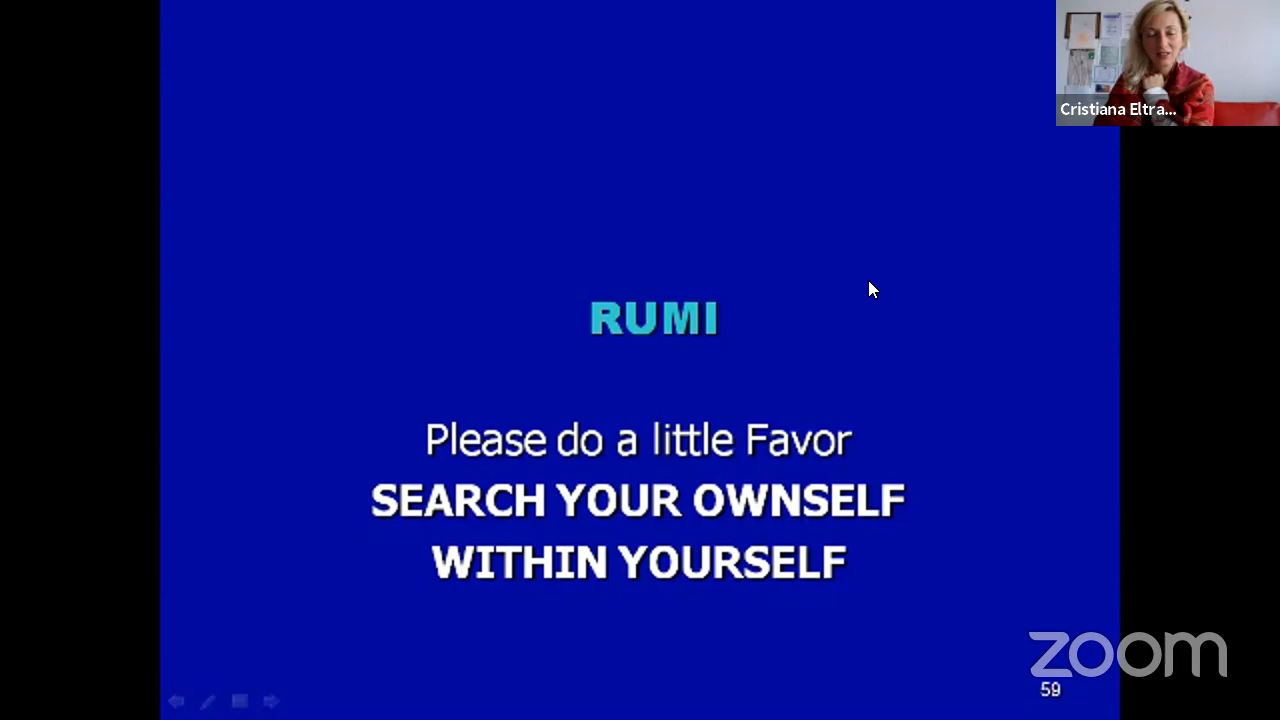 Cristiana Eltra...
RUMI
Please do a little Favor
SEARCH YOUR OWNSELF
WITHIN YOURSELF
zoom
59